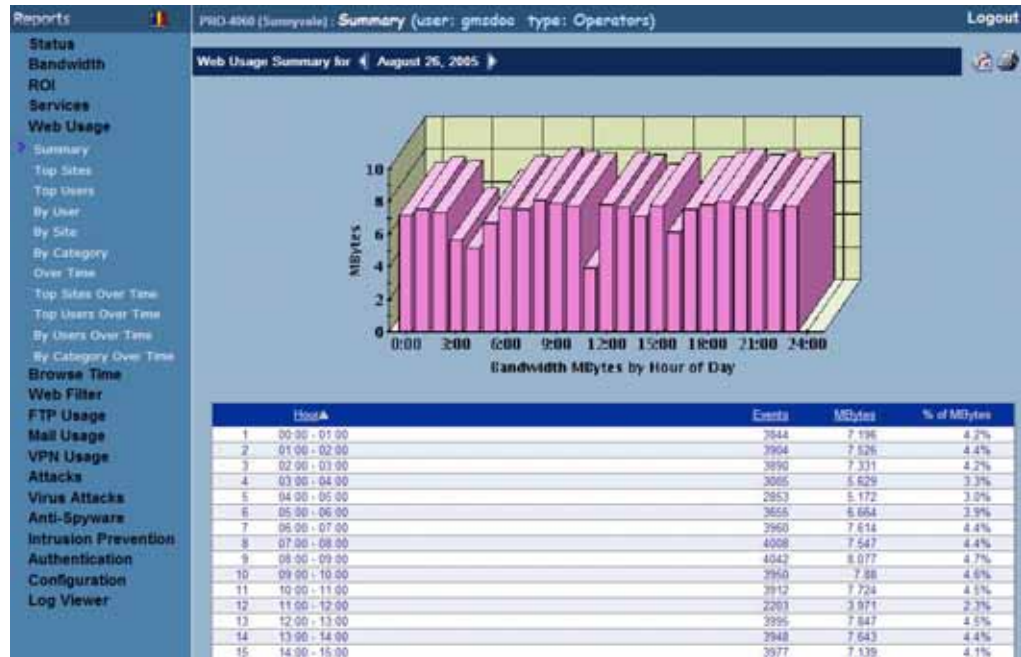 Reports
Status
Bandwidth
ROI
Services
Web Usage
Summary
Top Sites
Top Users
By User
By Site
By Category
Over Time
Top Sites Over Time
Top Users Over Time
By Users Over Time
By Category Over Time
Browse Time
Web Filter
FTP Usage
Mail Usage
VPN Usage
Attacks
Virus Attacks
Anti-Spyware
Intrusion Prevention
Authentication
Configuration
Log Viewer
PRO-4060 (Sunnyvale) : Summary (user: gmsdoc type: Operators) Logout
Web Usage Summary for August 26, 2005
MBytes
10
8
6
4
2
0
0:00 3:00 6:00 9:00 12:00 15:00 18:00 21:00 24:00
Bandwidth MBytes by Hour of Day
Hour Events MBytes % of MBytes
1 00:00 - 01:00 3844 7.196 4.2%
2 01:00 - 02:00 3904 7.526 4.4%
3 02:00 - 03:00 3890 7.331 4.2%
4 03:00 - 04:00 3005 5.629 3.3%
5 04:00 - 05:00 2853 5.172 3.0%
6 05:00 - 06:00 3655 6.664 3.9%
7 06:00 - 07:00 3960 7.614 4.4%
8 07:00 - 08:00 4008 7.547 4.4%
9 08:00 - 09:00 4042 8.077 4.7%
10 09:00 - 10:00 3950 7.88 4.6%
11 10:00 - 11:00 3912 7.724 4.5%
12 11:00 - 12:00 2203 3.971 2.3%
13 12:00 - 13:00 3995 7.847 4.5%
14 13:00 - 14:00 3948 7.643 4.4%
15 14:00 - 15:00 3977 7.139 4.1%